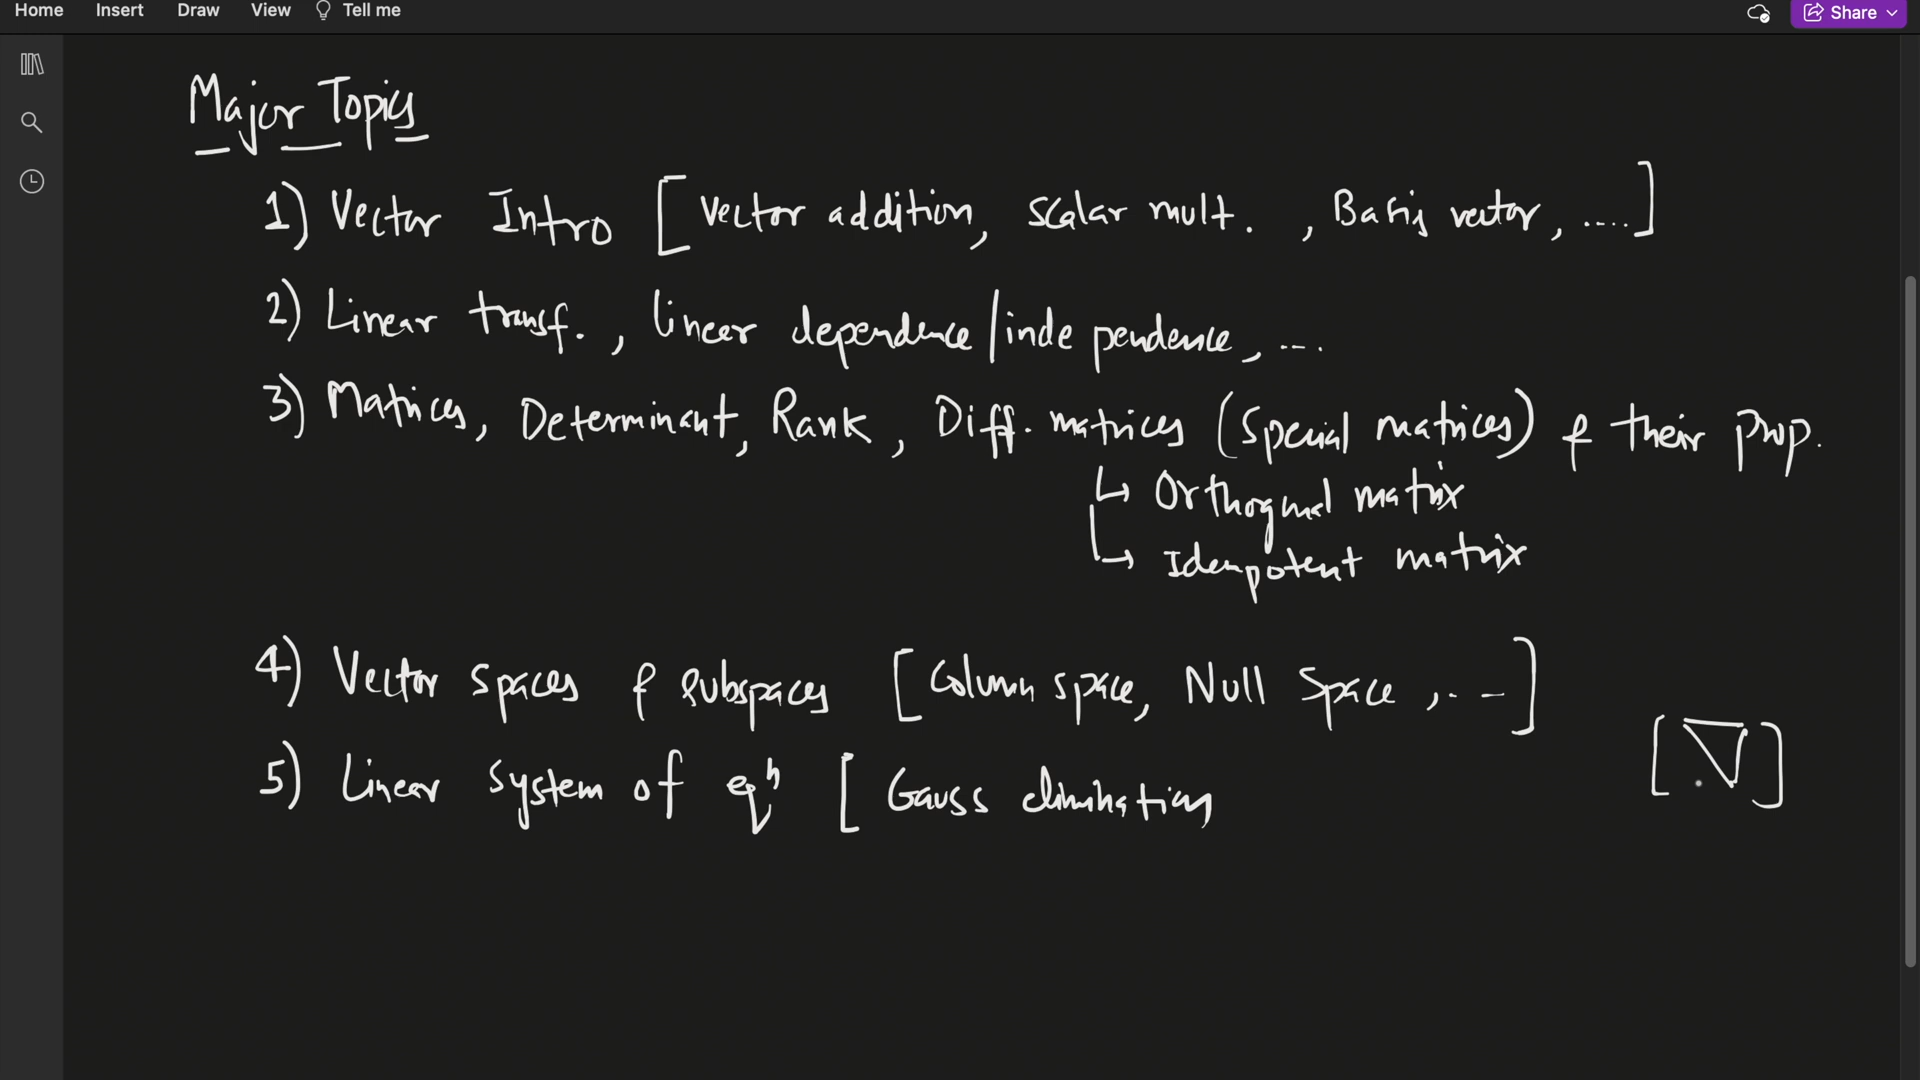 Home Insert Draw View Tell me Share
Major Topics
1) Vector Intro [Vector addition, scalar mult. , Basis vector, ....]
2) Linear transf. , linear dependence/independence, ...
3) Matrices, Determinant, Rank, Diff. matrices (Special matrices) & their prop.
↳ Orthogonal matrix
↳ Idempotent matrix
4) Vector spaces & subspaces [Column space, Null Space, . - -]
5) Linear system of eqⁿ [ Gauss elimination